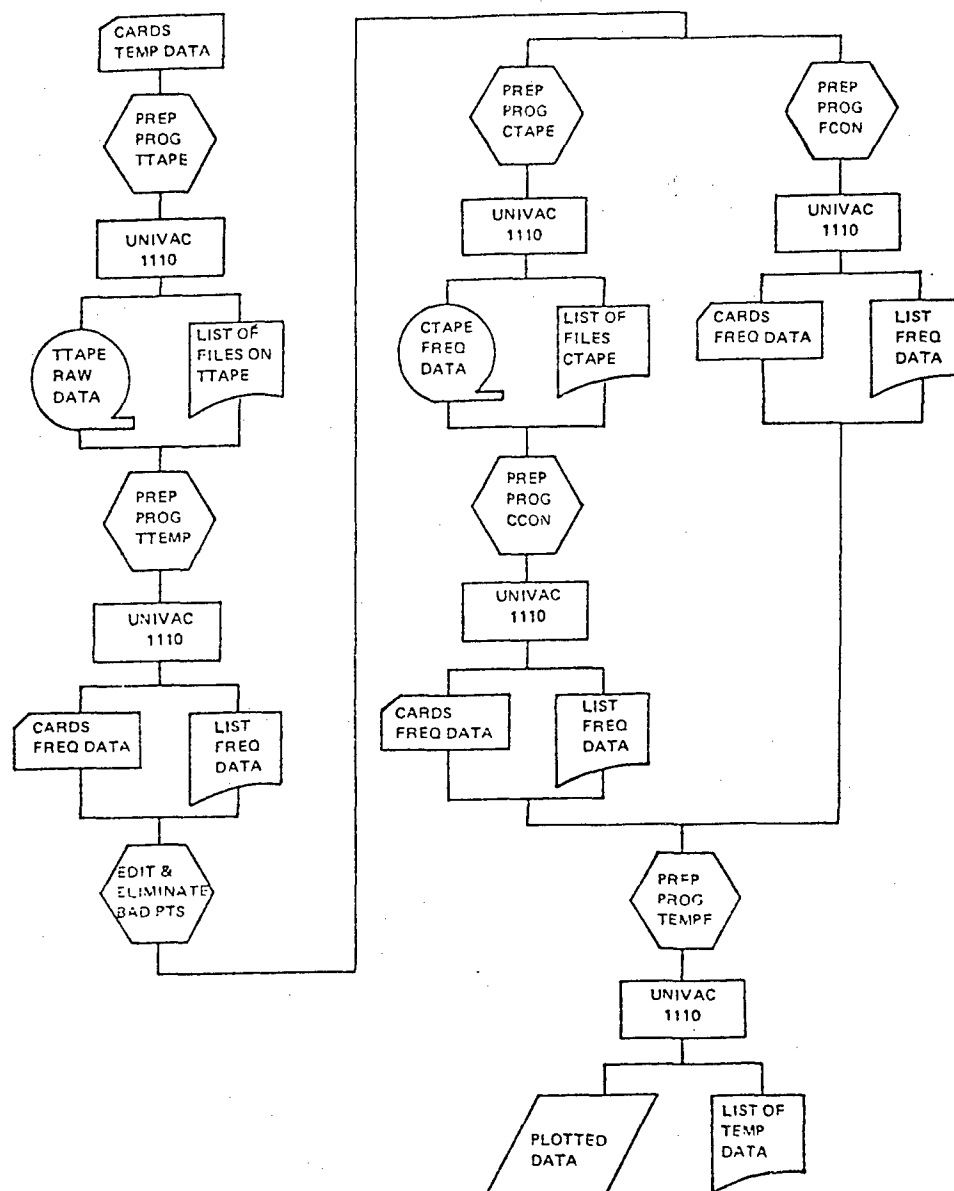 CARDS
TEMP DATA
PREP
PROG
TTAPE
UNIVAC
1110
TTAPE
RAW
DATA
LIST OF
FILES ON
TTAPE
PREP
PROG
TTEMP
UNIVAC
1110
CARDS
FREQ DATA
LIST
FREQ
DATA
EDIT &
ELIMINATE
BAD PTS
PREP
PROG
CTAPE
UNIVAC
1110
CTAPE
FREQ
DATA
LIST OF
FILES
CTAPE
PREP
PROG
CCON
UNIVAC
1110
CARDS
FREQ DATA
LIST
FREQ
DATA
PREP
PROG
FCON
UNIVAC
1110
CARDS
FREQ DATA
LIST
FREQ
DATA
PREP
PROG
TEMPF
UNIVAC
1110
PLOTTED
DATA
LIST OF
TEMP
DATA